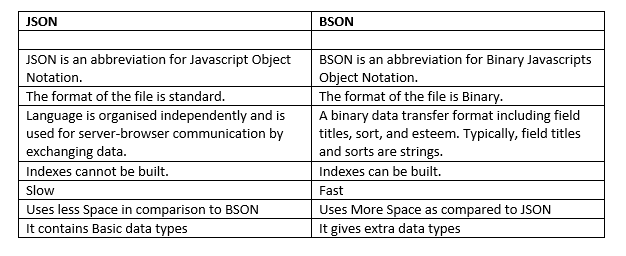 JSON
BSON
JSON is an abbreviation for Javascript Object
Notation.
BSON is an abbreviation for Binary Javascripts
Object Notation.
The format of the file is standard.
The format of the file is Binary.
Language is organised independently and is
used for server-browser communication by
exchanging data.
A binary data transfer format including field
titles, sort, and esteem. Typically, field titles
and sorts are strings.
Indexes cannot be built.
Indexes can be built.
Slow
Fast
Uses less Space in comparison to BSON
Uses More Space as compared to JSON
It contains Basic data types
It gives extra data types